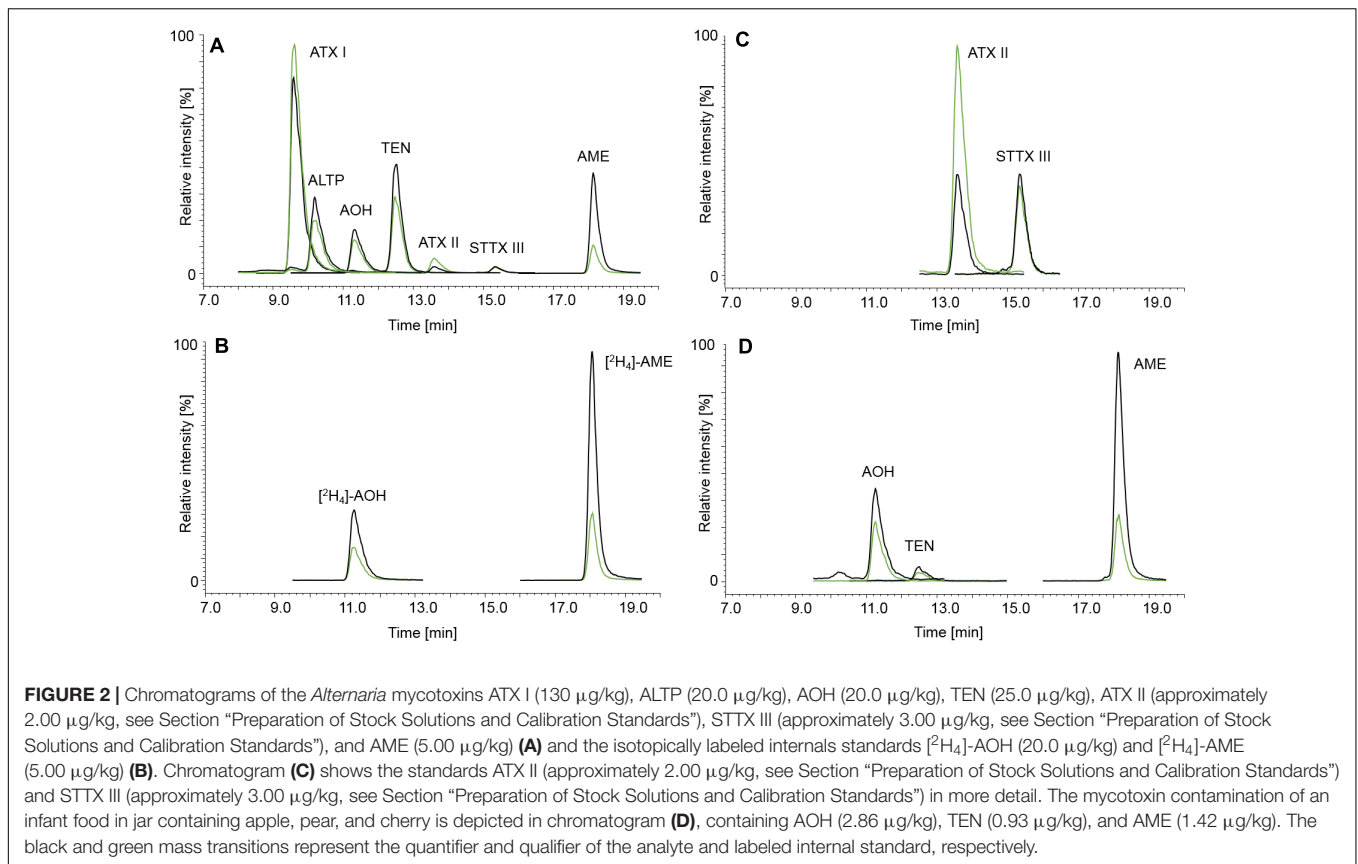 A
100
ATX I
TEN
AME
ALTP
AOH
ATX II
STTX III
Relative intensity [%]
0
7.0 9.0 11.0 13.0 15.0 17.0 19.0
Time [min]
C
100
ATX II
STTX III
Relative intensity [%]
0
7.0 9.0 11.0 13.0 15.0 17.0 19.0
Time [min]
B
100
[²H₄]-AME
[²H₄]-AOH
Relative intensity [%]
0
7.0 9.0 11.0 13.0 15.0 17.0 19.0
Time [min]
D
100
AME
AOH
TEN
Relative intensity [%]
0
7.0 9.0 11.0 13.0 15.0 17.0 19.0
Time [min]
FIGURE 2 | Chromatograms of the Alternaria mycotoxins ATX I (130 μg/kg), ALTP (20.0 μg/kg), AOH (20.0 μg/kg), TEN (25.0 μg/kg), ATX II (approximately
2.00 μg/kg, see Section “Preparation of Stock Solutions and Calibration Standards”), STTX III (approximately 3.00 μg/kg, see Section “Preparation of Stock
Solutions and Calibration Standards”), and AME (5.00 μg/kg) (A) and the isotopically labeled internals standards [²H₄]-AOH (20.0 μg/kg) and [²H₄]-AME
(5.00 μg/kg) (B). Chromatogram (C) shows the standards ATX II (approximately 2.00 μg/kg, see Section “Preparation of Stock Solutions and Calibration Standards”)
and STTX III (approximately 3.00 μg/kg, see Section “Preparation of Stock Solutions and Calibration Standards”) in more detail. The mycotoxin contamination of an
infant food in jar containing apple, pear, and cherry is depicted in chromatogram (D), containing AOH (2.86 μg/kg), TEN (0.93 μg/kg), and AME (1.42 μg/kg). The
black and green mass transitions represent the quantifier and qualifier of the analyte and labeled internal standard, respectively.